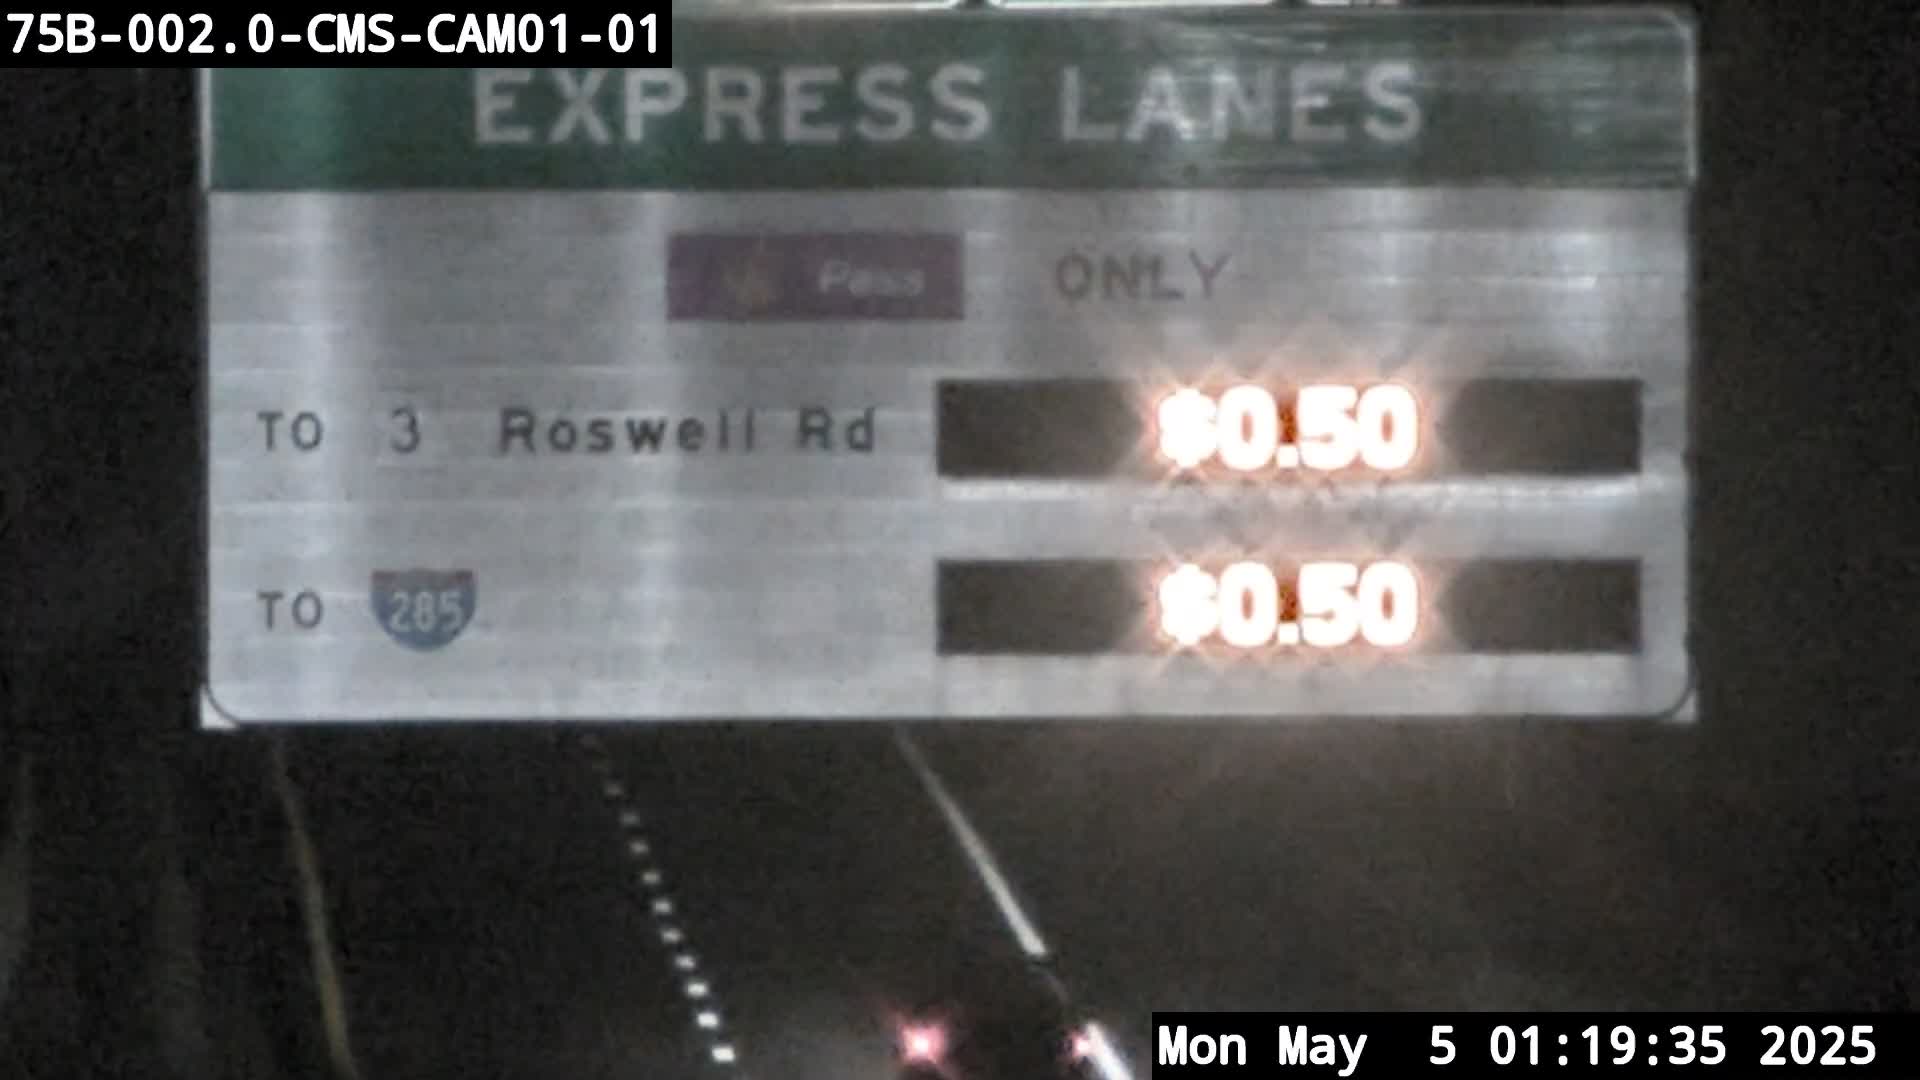 75B-002.0-CMS-CAM01-01
EXPRESS LANES
Pass ONLY
TO 3 Roswell Rd $0.50
TO 285 $0.50
Mon May 5 01:19:35 2025